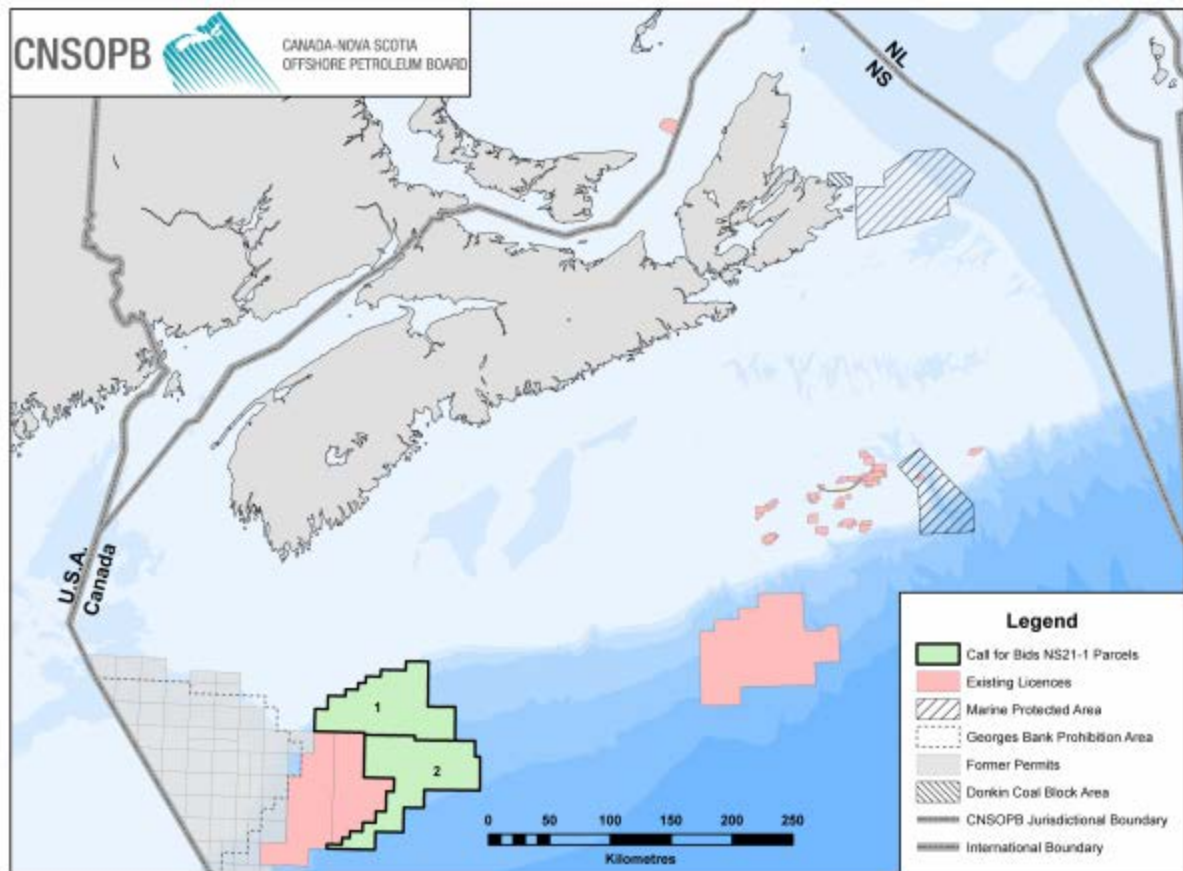 CNSOPB
CANADA-NOVA SCOTIA
OFFSHORE PETROLEUM BOARD
NL
NS
U.S.A.
Canada
1
2
0 50 100 150 200 250
Kilometres
Legend
Call for Bids NS21-1 Parcels
Existing Licences
Marine Protected Area
Georges Bank Prohibition Area
Former Permits
Donkin Coal Block Area
CNSOPB Jurisdictional Boundary
International Boundary